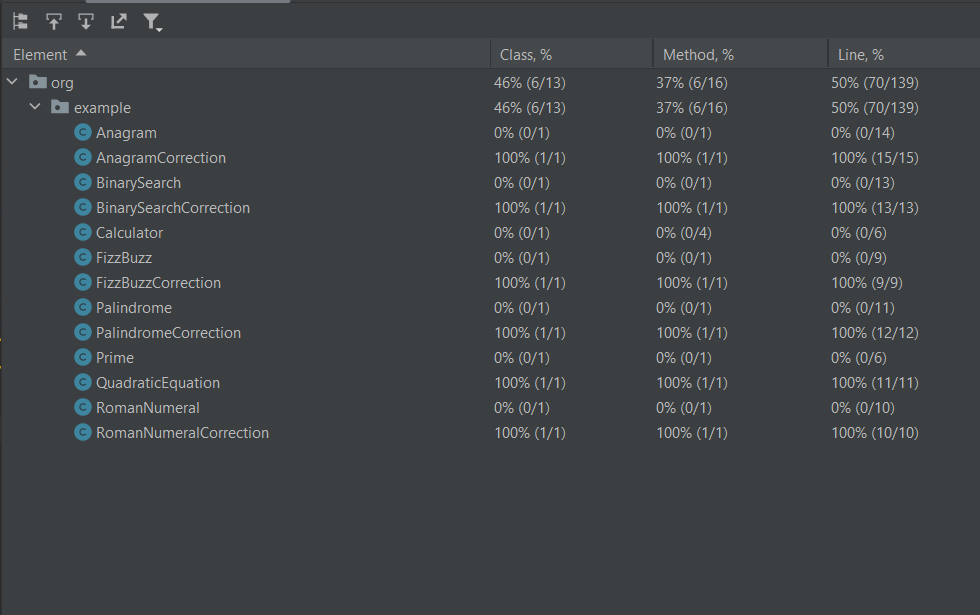 Element Class, % Method, % Line, %
org 46% (6/13) 37% (6/16) 50% (70/139)
example 46% (6/13) 37% (6/16) 50% (70/139)
C Anagram 0% (0/1) 0% (0/1) 0% (0/14)
C AnagramCorrection 100% (1/1) 100% (1/1) 100% (15/15)
C BinarySearch 0% (0/1) 0% (0/1) 0% (0/13)
C BinarySearchCorrection 100% (1/1) 100% (1/1) 100% (13/13)
C Calculator 0% (0/1) 0% (0/4) 0% (0/6)
C FizzBuzz 0% (0/1) 0% (0/1) 0% (0/9)
C FizzBuzzCorrection 100% (1/1) 100% (1/1) 100% (9/9)
C Palindrome 0% (0/1) 0% (0/1) 0% (0/11)
C PalindromeCorrection 100% (1/1) 100% (1/1) 100% (12/12)
C Prime 0% (0/1) 0% (0/1) 0% (0/6)
C QuadraticEquation 100% (1/1) 100% (1/1) 100% (11/11)
C RomanNumeral 0% (0/1) 0% (0/1) 0% (0/10)
C RomanNumeralCorrection 100% (1/1) 100% (1/1) 100% (10/10)